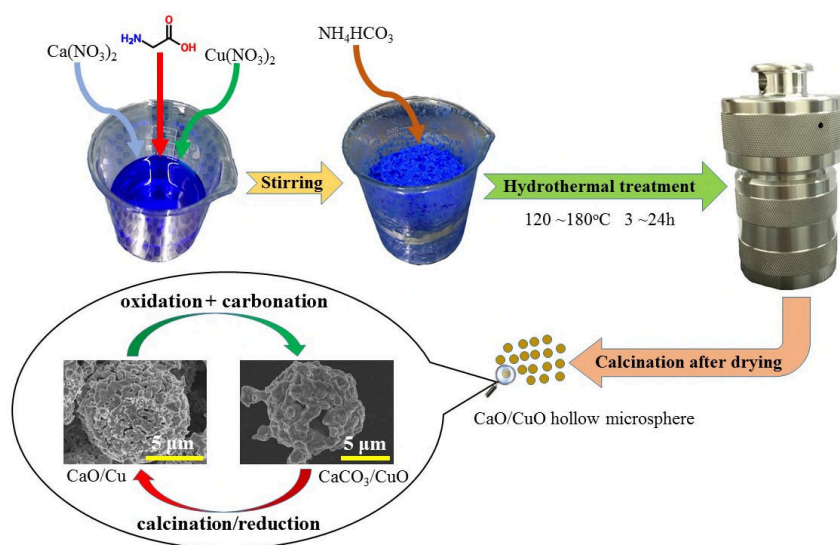 Ca(NO₃)₂
H₂N
O
OH
Cu(NO₃)₂
NH₄HCO₃
Stirring
Hydrothermal treatment
120 ~180°C 3 ~24h
oxidation + carbonation
5 μm
5 μm
CaO/Cu
CaCO₃/CuO
calcination/reduction
Calcination after drying
CaO/CuO hollow microsphere